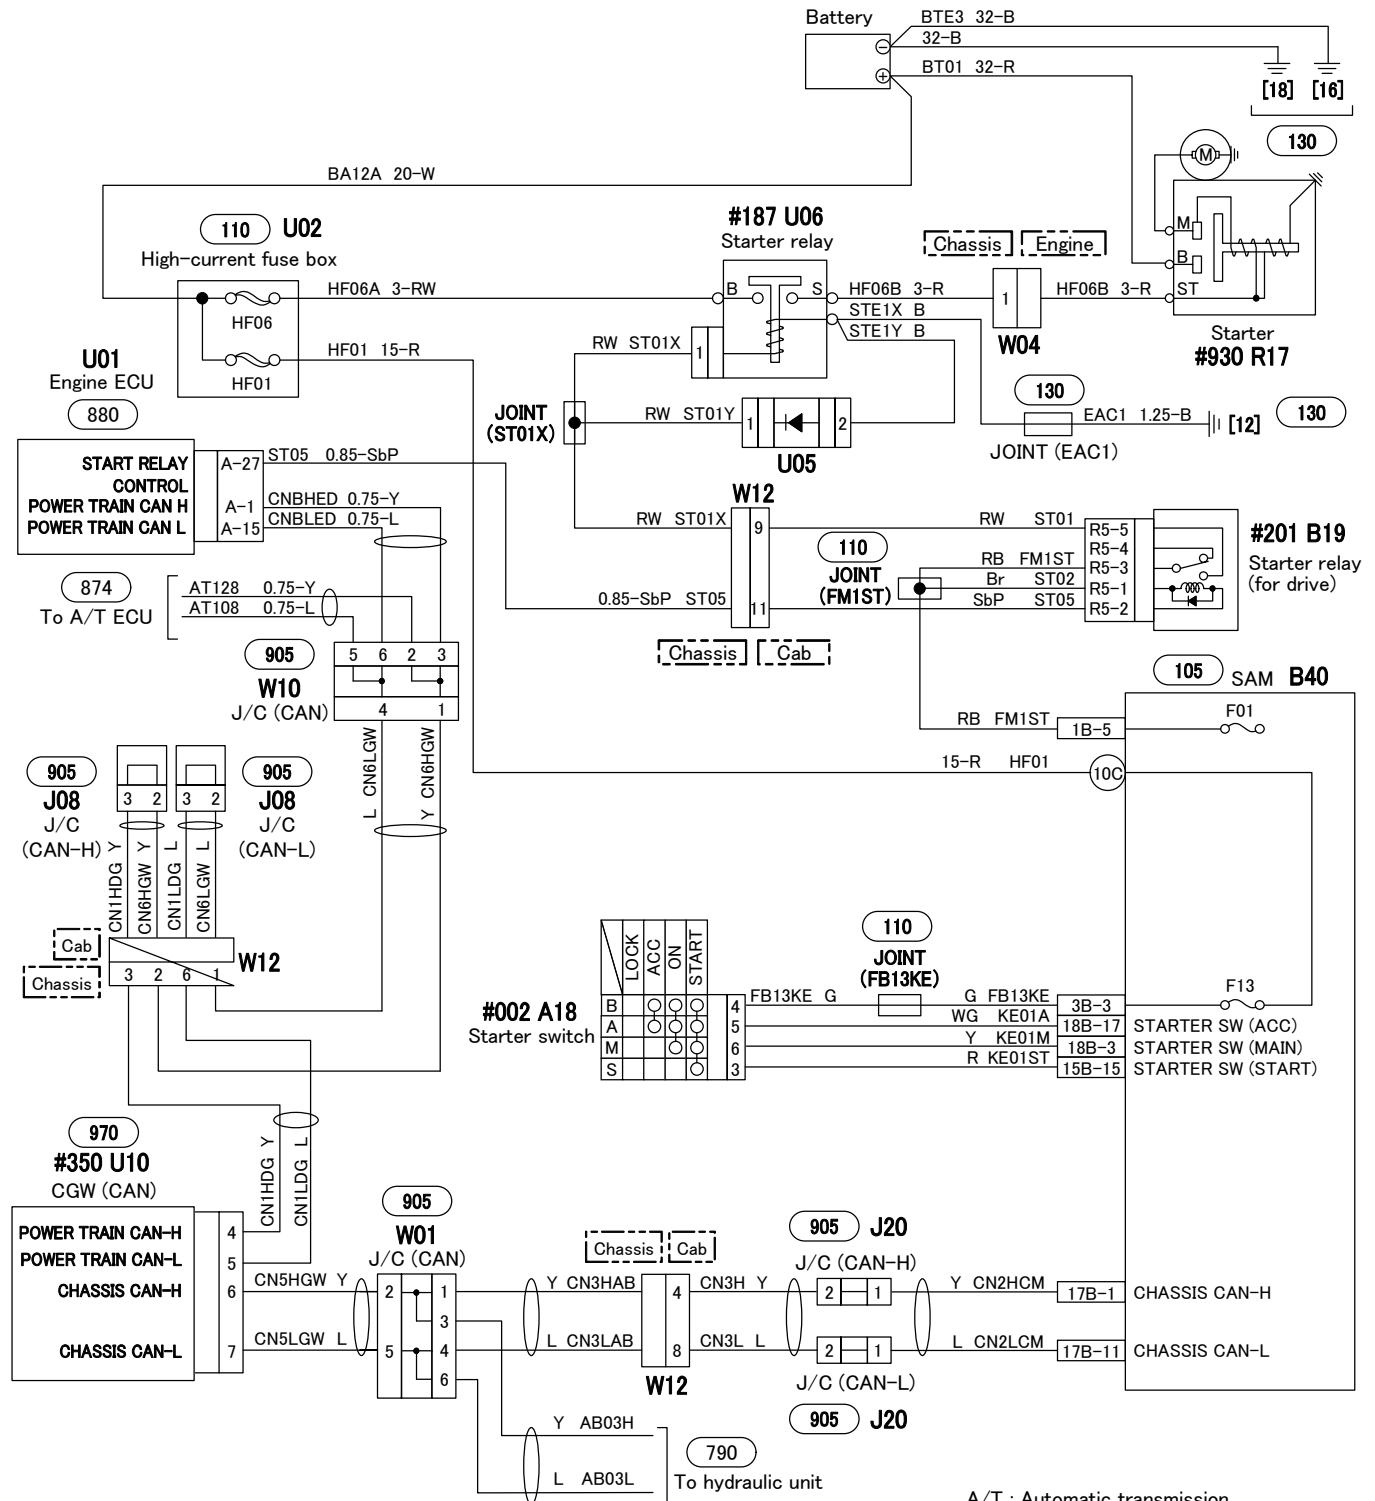 Battery
BTE3 32-B
32-B
BT01 32-R
[18] [16]
130
M
BA12A 20-W
110 U02
High-current fuse box
HF06A 3-RW
HF06
HF01 15-R
HF01
#187 U06
Starter relay
B S
1
Chassis Engine
HF06B 3-R
1
W04
HF06B 3-R
STE1X B
STE1Y B
M
B
ST
Starter
#930 R17
U01
Engine ECU
880
START RELAY
CONTROL
POWER TRAIN CAN H
POWER TRAIN CAN L
A-27
A-1
A-15
ST05 0.85-SbP
CNBHED 0.75-Y
CNBLED 0.75-L
RW ST01X
JOINT
(ST01X)
RW ST01Y
1 2
U05
130
EAC1 1.25-B
[12]
130
JOINT (EAC1)
W12
RW ST01X
9
RW ST01
0.85-SbP ST05
11
Chassis Cab
110
JOINT
(FM1ST)
RB FM1ST
Br ST02
SbP ST05
R5-5
R5-4
R5-3
R5-1
R5-2
#201 B19
Starter relay
(for drive)
874
To A/T ECU
AT128 0.75-Y
AT108 0.75-L
905
W10
J/C (CAN)
5 6 2 3
4 1
L CN6LGW
Y CN6HGW
105 SAM B40
RB FM1ST
1B-5
F01
15-R HF01
10C
905
J08
J/C
(CAN-H)
3 2
3 2
905
J08
J/C
(CAN-L)
CN1HDG Y
CN6HGW Y
CN1LDG L
CN6LGW L
Cab
Chassis
3 2 6 1
W12
#002 A18
Starter switch
LOCK
ACC
ON
START
B
A
M
S
4
5
6
3
FB13KE G
110
JOINT
(FB13KE)
G FB13KE
WG KE01A
Y KE01M
R KE01ST
3B-3
18B-17
18B-3
15B-15
F13
STARTER SW (ACC)
STARTER SW (MAIN)
STARTER SW (START)
970
#350 U10
CGW (CAN)
CN1HDG Y
CN1LDG L
POWER TRAIN CAN-H
POWER TRAIN CAN-L
CHASSIS CAN-H
CHASSIS CAN-L
4
5
6
7
CN5HGW Y
CN5LGW L
905
W01
J/C (CAN)
2 1
3
5 4
6
Y CN3HAB
L CN3LAB
Chassis Cab
4
8
W12
CN3H Y
CN3L L
905 J20
J/C (CAN-H)
2 1
2 1
J/C (CAN-L)
905 J20
Y CN2HCM
L CN2LCM
17B-1
17B-11
CHASSIS CAN-H
CHASSIS CAN-L
Y AB03H
L AB03L
790
To hydraulic unit
A/T : Automatic transmission